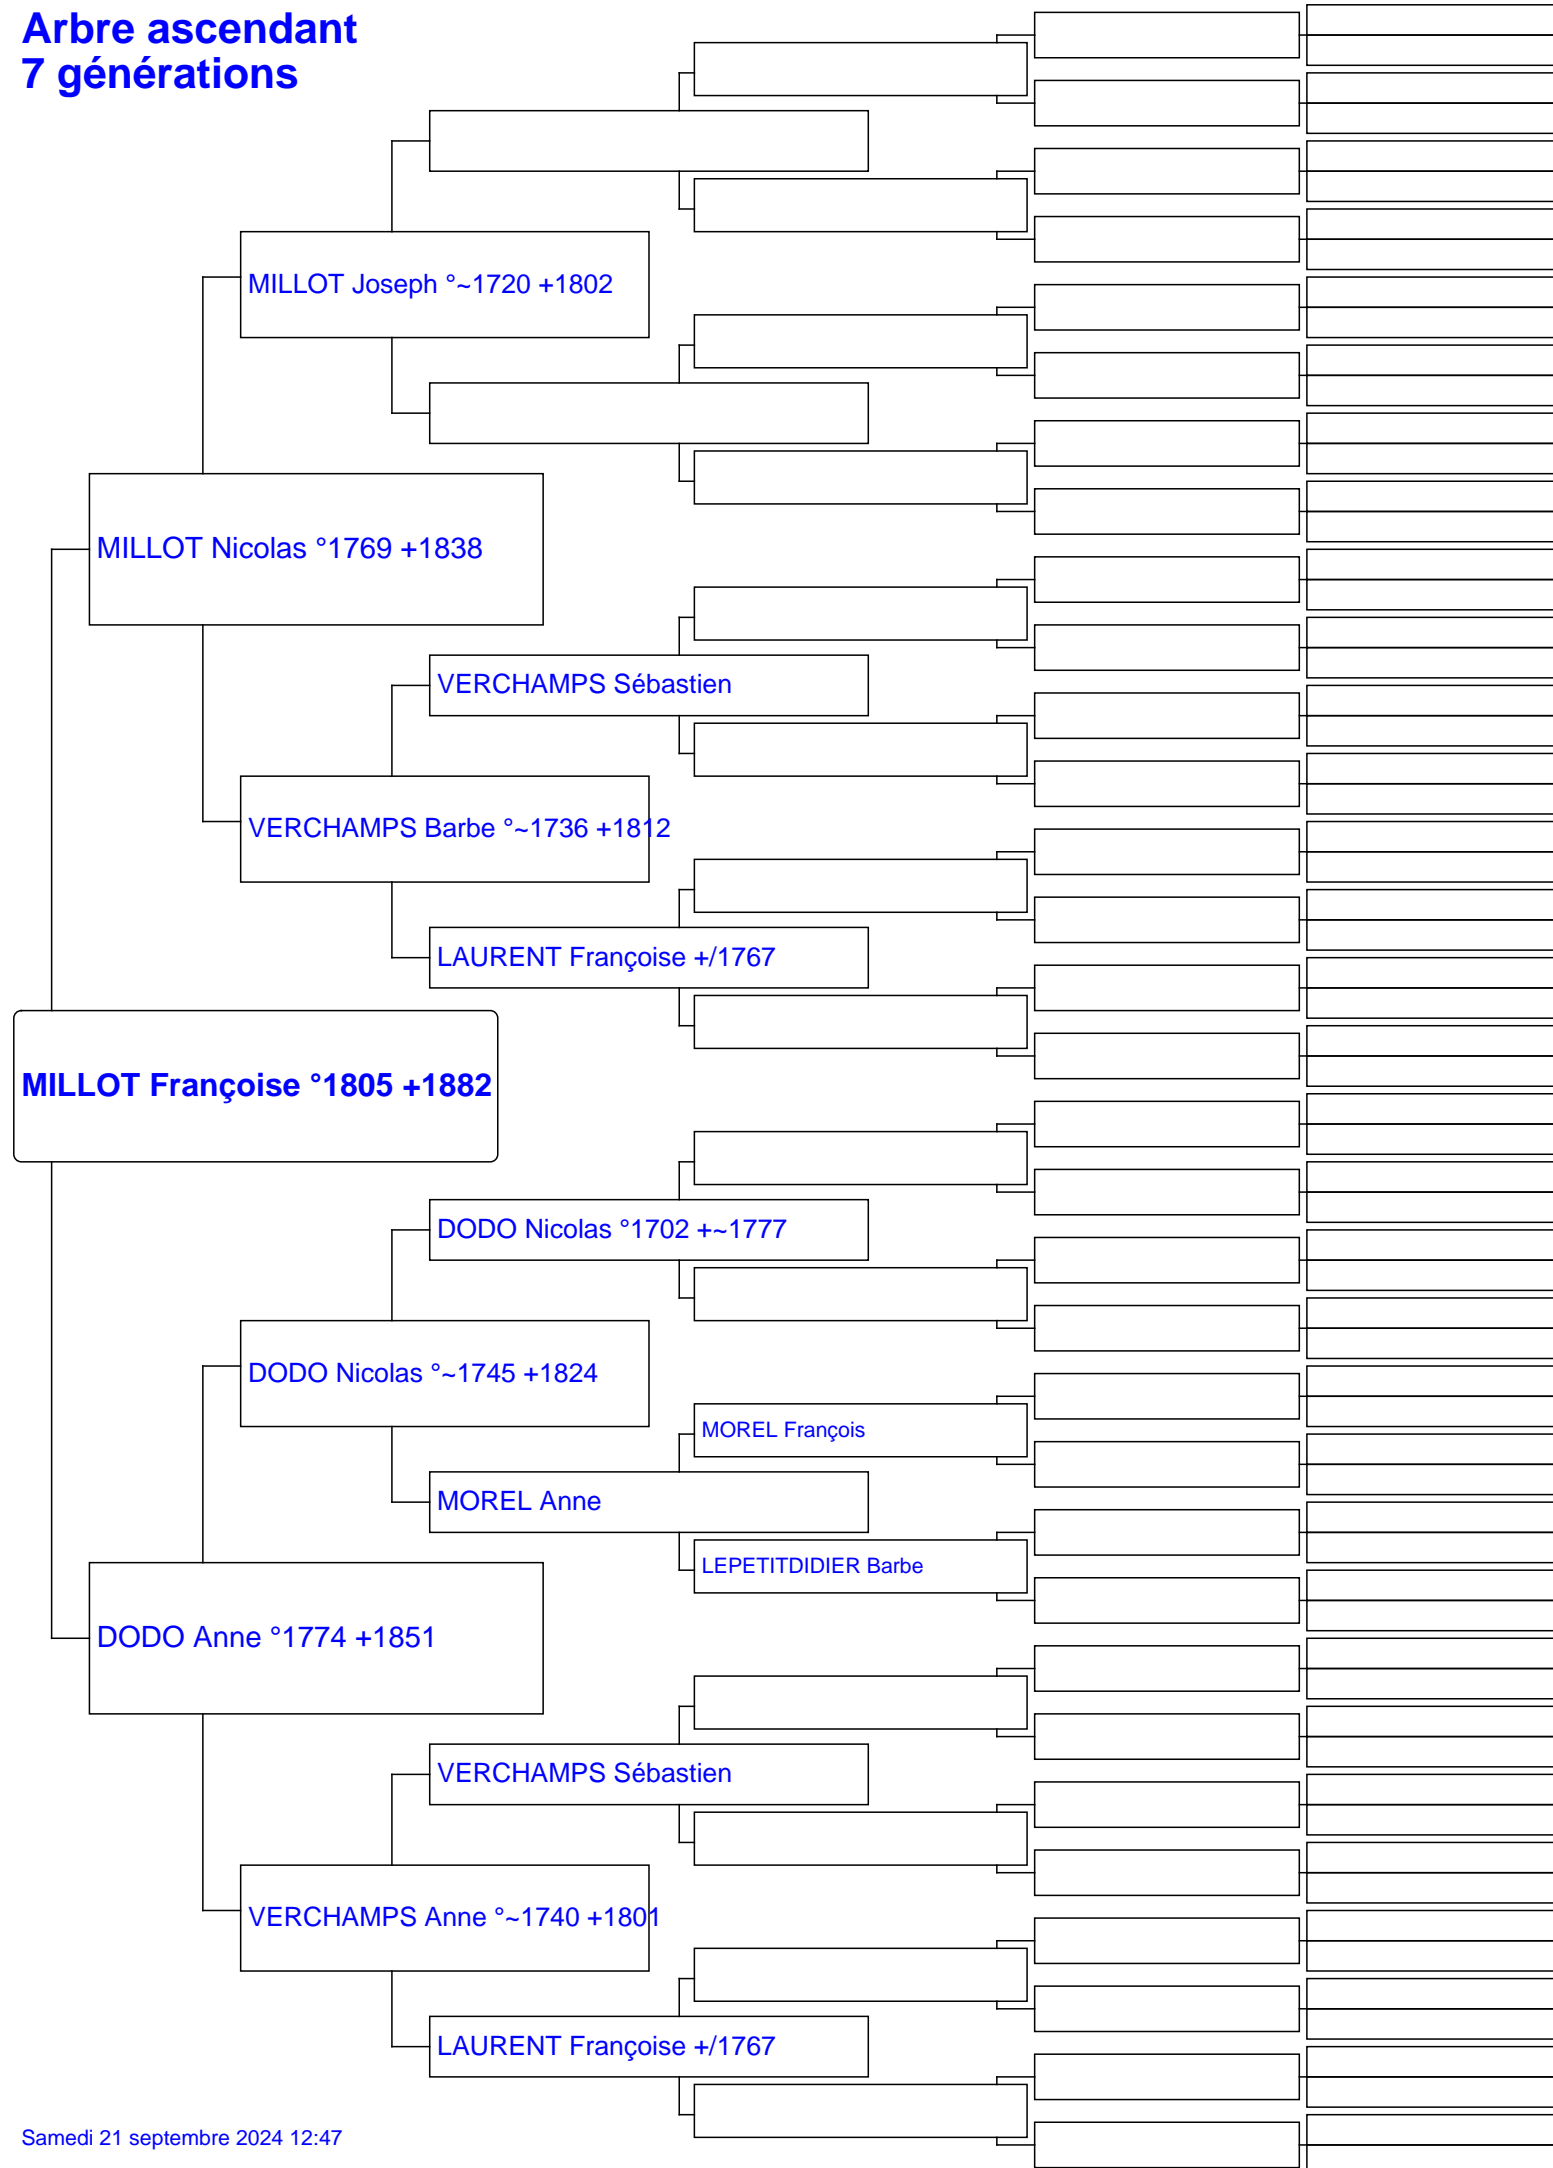 Arbre ascendant
7 générations
MILLOT Joseph °~1720 +1802
MILLOT Nicolas °1769 +1838
VERCHAMPS Sébastien
VERCHAMPS Barbe °~1736 +1812
LAURENT Françoise +/1767
MILLOT Françoise °1805 +1882
DODO Nicolas °1702 +~1777
DODO Nicolas °~1745 +1824
MOREL François
MOREL Anne
LEPETITDIDIER Barbe
DODO Anne °1774 +1851
VERCHAMPS Sébastien
VERCHAMPS Anne °~1740 +1801
LAURENT Françoise +/1767
Samedi 21 septembre 2024 12:47